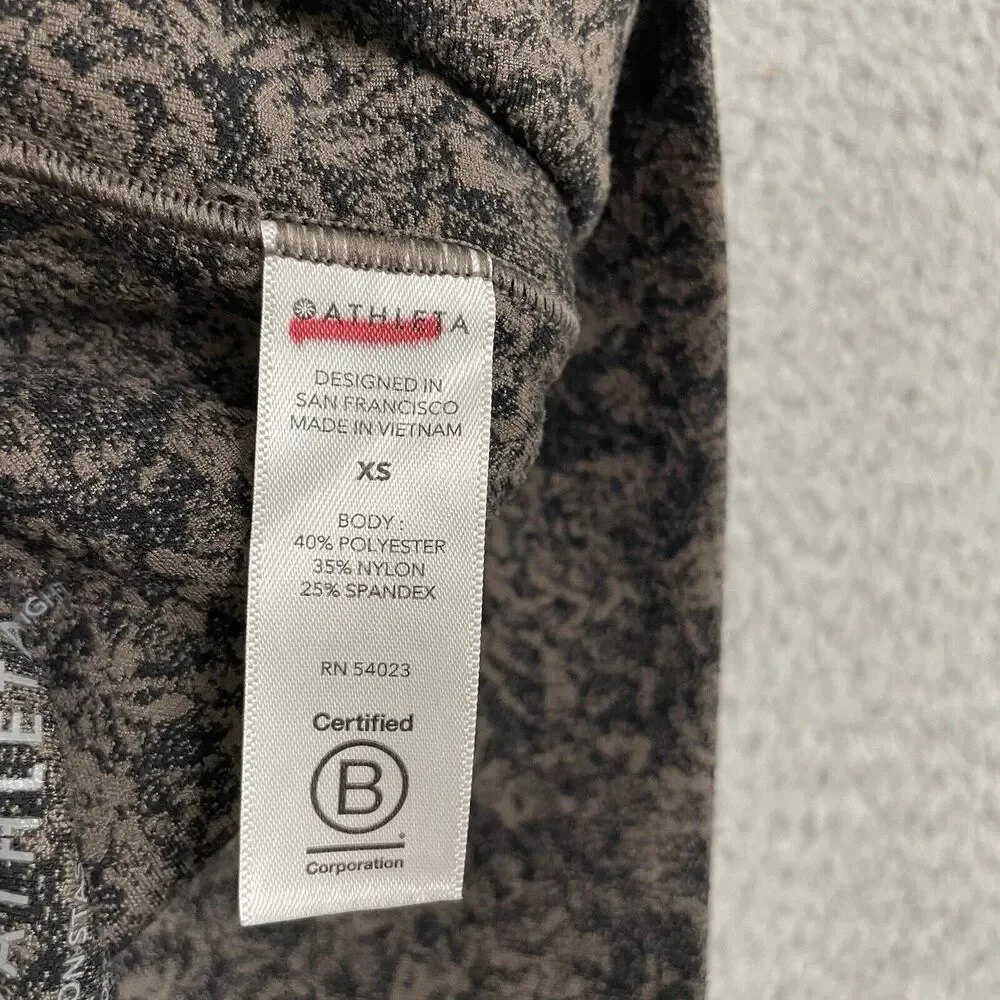 ATHLETA
DESIGNED IN
SAN FRANCISCO
MADE IN VIETNAM
XS
BODY :
40% POLYESTER
35% NYLON
25% SPANDEX
RN 54023
Certified
B
Corporation
ATHLETA